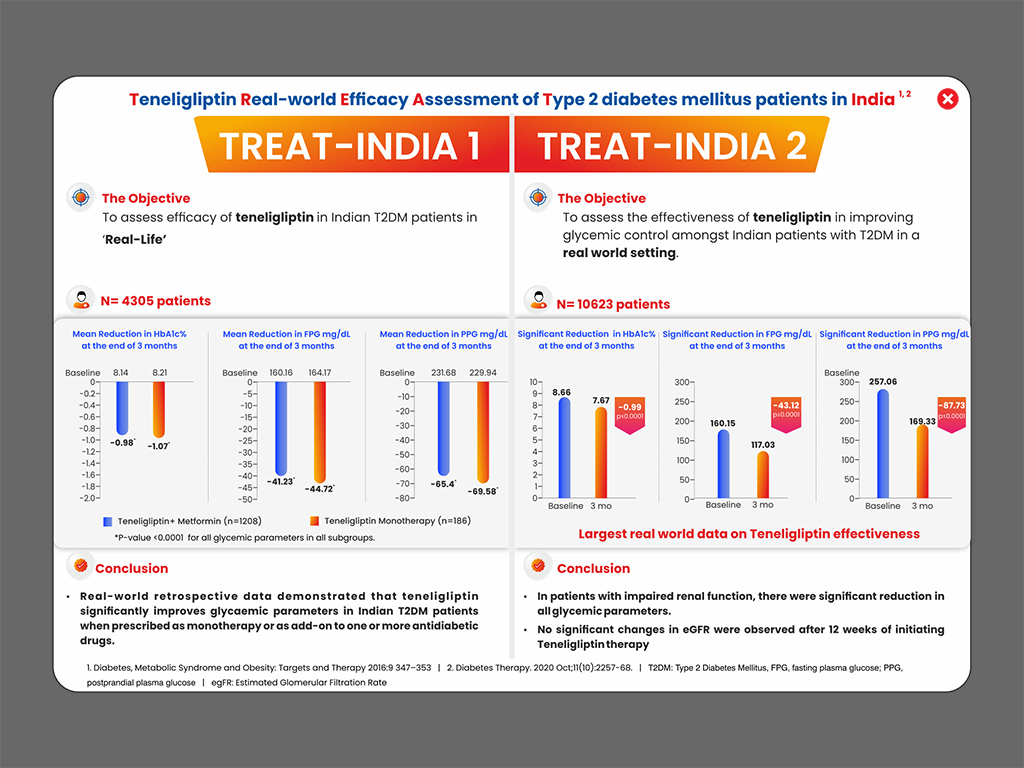 Teneligliptin Real-world Efficacy Assessment of Type 2 diabetes mellitus patients in India 1, 2
TREAT-INDIA 1
The Objective
To assess efficacy of teneligliptin in Indian T2DM patients in
‘Real-Life’
N= 4305 patients
Mean Reduction in HbA1c%
at the end of 3 months
Baseline 8.14 8.21
0
-0.2
-0.4
-0.6
-0.8
-1.0
-1.2
-1.4
-1.6
-1.8
-2.0
-0.98*
-1.07*
Mean Reduction in FPG mg/dL
at the end of 3 months
Baseline 160.16 164.17
0
-5
-10
-15
-20
-25
-30
-35
-40
-45
-50
-41.23*
-44.72*
Mean Reduction in PPG mg/dL
at the end of 3 months
Baseline 231.68 229.94
0
-10
-20
-30
-40
-50
-60
-70
-80
-65.4*
-69.58*
Teneligliptin+ Metformin (n=1208) Teneligliptin Monotherapy (n=186)
*P-value <0.0001 for all glycemic parameters in all subgroups.
Conclusion
• Real-world retrospective data demonstrated that teneligliptin
significantly improves glycaemic parameters in Indian T2DM patients
when prescribed as monotherapy or as add-on to one or more antidiabetic
drugs.
TREAT-INDIA 2
The Objective
To assess the effectiveness of teneligliptin in improving
glycemic control amongst Indian patients with T2DM in a
real world setting.
N= 10623 patients
Significant Reduction in HbA1c%
at the end of 3 months
10
9
8
7
6
5
4
3
2
1
0
8.66
7.67
-0.99
p≤0.0001
Baseline 3 mo
Significant Reduction in FPG mg/dL
at the end of 3 months
300
250
200
150
100
50
0
160.15
117.03
-43.12
p≤0.0001
Baseline 3 mo
Significant Reduction in PPG mg/dL
at the end of 3 months
Baseline
300
250
200
150
100
50
0
257.06
169.33
-87.73
p≤0.0001
Baseline 3 mo
Largest real world data on Teneligliptin effectiveness
Conclusion
• In patients with impaired renal function, there were significant reduction in
all glycemic parameters.
• No significant changes in eGFR were observed after 12 weeks of initiating
Teneligliptin therapy
1. Diabetes, Metabolic Syndrome and Obesity: Targets and Therapy 2016:9 347–353 | 2. Diabetes Therapy. 2020 Oct;11(10):2257-68. | T2DM: Type 2 Diabetes Mellitus, FPG, fasting plasma glucose; PPG,
postprandial plasma glucose | egFR: Estimated Glomerular Filtration Rate